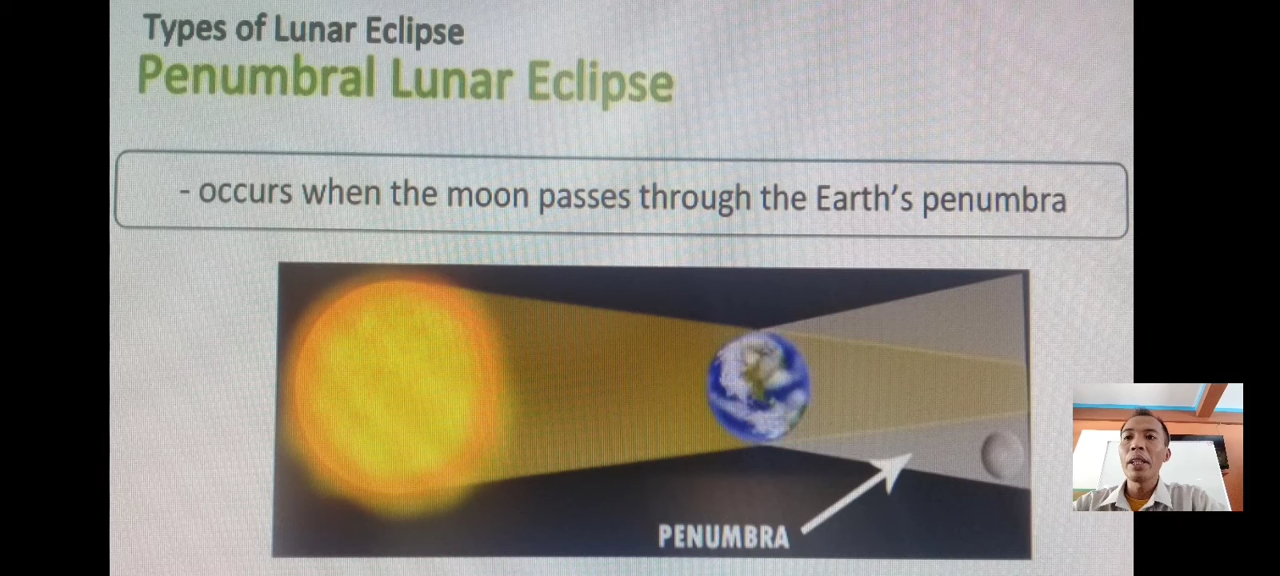 Types of Lunar Eclipse
Penumbral Lunar Eclipse
- occurs when the moon passes through the Earth's penumbra
PENUMBRA